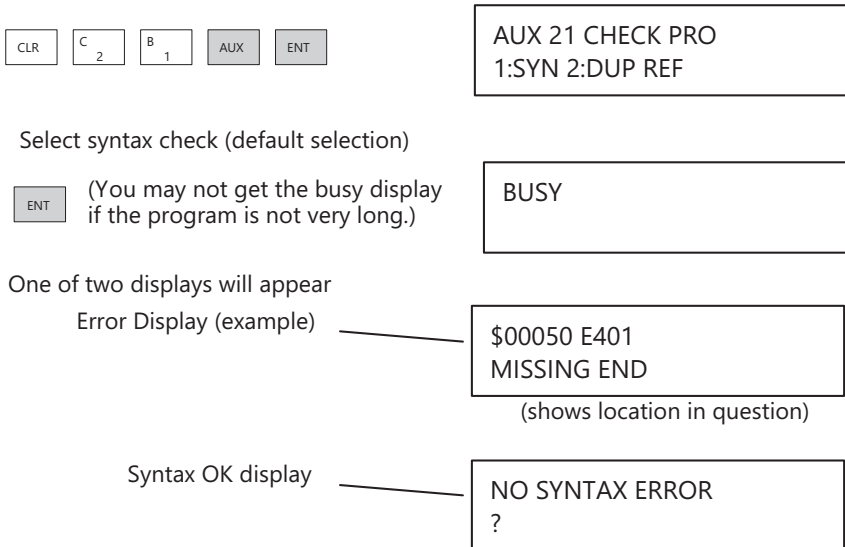 CLR C 2 B 1 AUX ENT
AUX 21 CHECK PRO
1:SYN 2:DUP REF
Select syntax check (default selection)
ENT
(You may not get the busy display
if the program is not very long.)
BUSY
One of two displays will appear
Error Display (example)
$00050 E401
MISSING END
(shows location in question)
Syntax OK display
NO SYNTAX ERROR
?